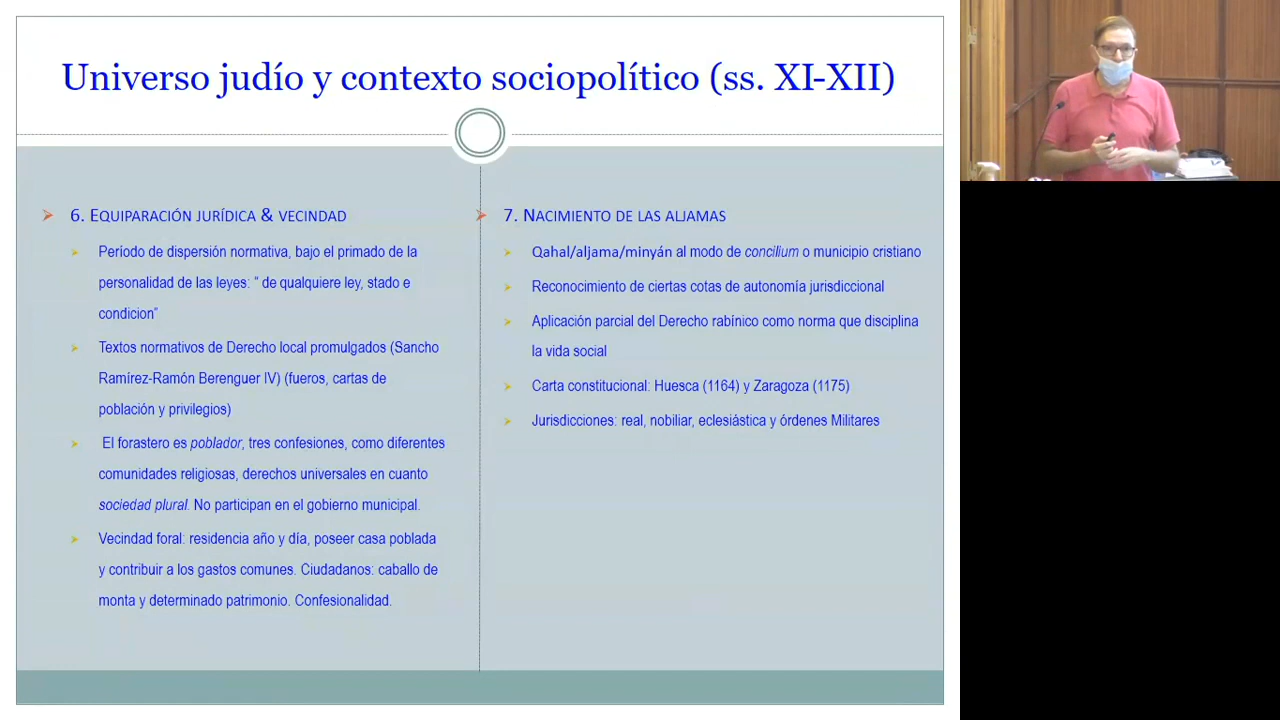 Universo judío y contexto sociopolítico (ss. XI-XII)
6. Equiparación jurídica & vecindad
Período de dispersión normativa, bajo el primado de la
personalidad de las leyes: “ de qualquiere ley, stado e
condicion”
Textos normativos de Derecho local promulgados (Sancho
Ramírez-Ramón Berenguer IV) (fueros, cartas de
población y privilegios)
El forastero es poblador, tres confesiones, como diferentes
comunidades religiosas, derechos universales en cuanto
sociedad plural. No participan en el gobierno municipal.
Vecindad foral: residencia año y día, poseer casa poblada
y contribuir a los gastos comunes. Ciudadanos: caballo de
monta y determinado patrimonio. Confesionalidad.
7. Nacimiento de las aljamas
Qahal/aljama/minyán al modo de concilium o municipio cristiano
Reconocimiento de ciertas cotas de autonomía jurisdiccional
Aplicación parcial del Derecho rabínico como norma que disciplina
la vida social
Carta constitucional: Huesca (1164) y Zaragoza (1175)
Jurisdicciones: real, nobiliar, eclesiástica y órdenes Militares